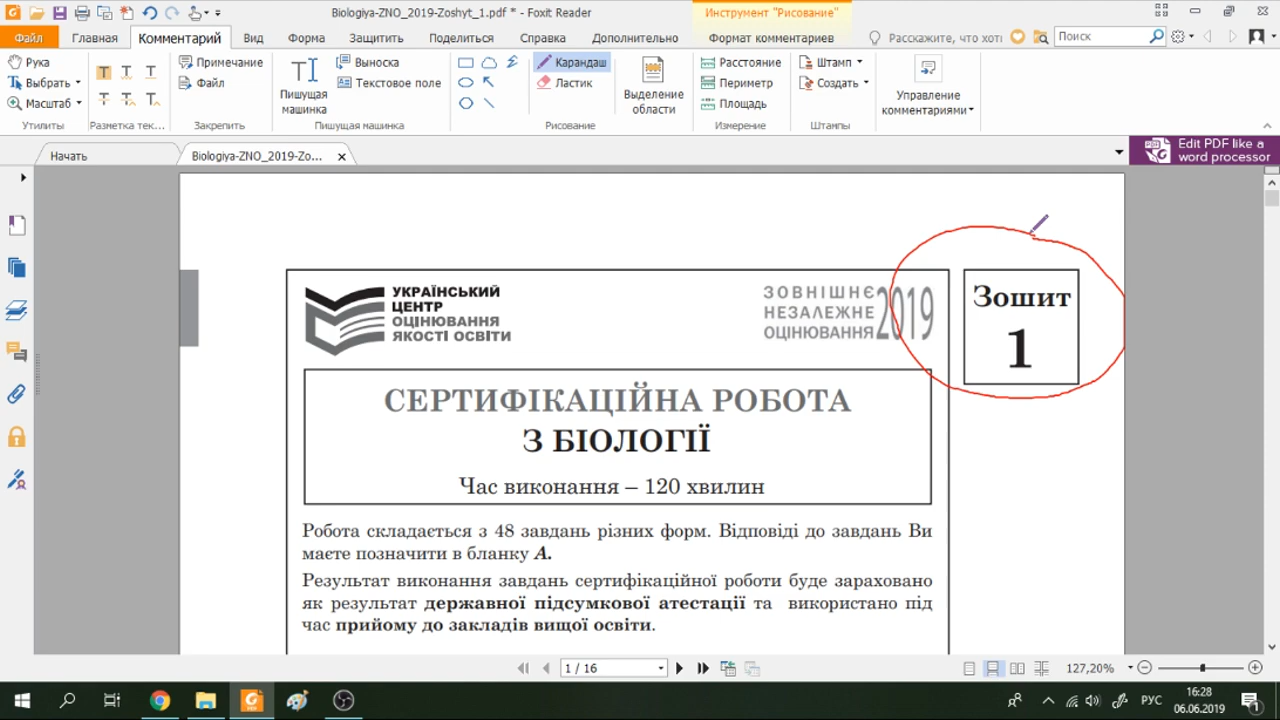 Biologiya-ZNO_2019-Zoshyt_1.pdf * - Foxit Reader
Инструмент "Рисование"
Файл
Главная
Комментарий
Вид
Форма
Защитить
Поделиться
Справка
Дополнительно
Формат комментариев
Расскажите, что хоті
Поиск
Рука
Выбрать
Масштаб
Утилиты
Разметка тек...
Примечание
Файл
Закрепить
Пишущая
машинка
Выноска
Текстовое поле
Пишущая машинка
Карандаш
Ластик
Рисование
Выделение
области
Расстояние
Периметр
Площадь
Измерение
Штамп
Создать
Штампы
Управление
комментариями
Начать
Biologiya-ZNO_2019-Zo...
Edit PDF like a
word processor
УКРАЇНСЬКИЙ
ЦЕНТР
ОЦІНЮВАННЯ
ЯКОСТІ ОСВІТИ
ЗОВНІШНЄ
НЕЗАЛЕЖНЕ
ОЦІНЮВАННЯ
2019
Зошит
1
СЕРТИФІКАЦІЙНА РОБОТА
З БІОЛОГІЇ
Час виконання – 120 хвилин
Робота складається з 48 завдань різних форм. Відповіді до завдань Ви
маєте позначити в бланку А.
Результат виконання завдань сертифікаційної роботи буде зараховано
як результат державної підсумкової атестації та використано під
час прийому до закладів вищої освіти.
1 / 16
127,20%
РУС
16:28
06.06.2019
1